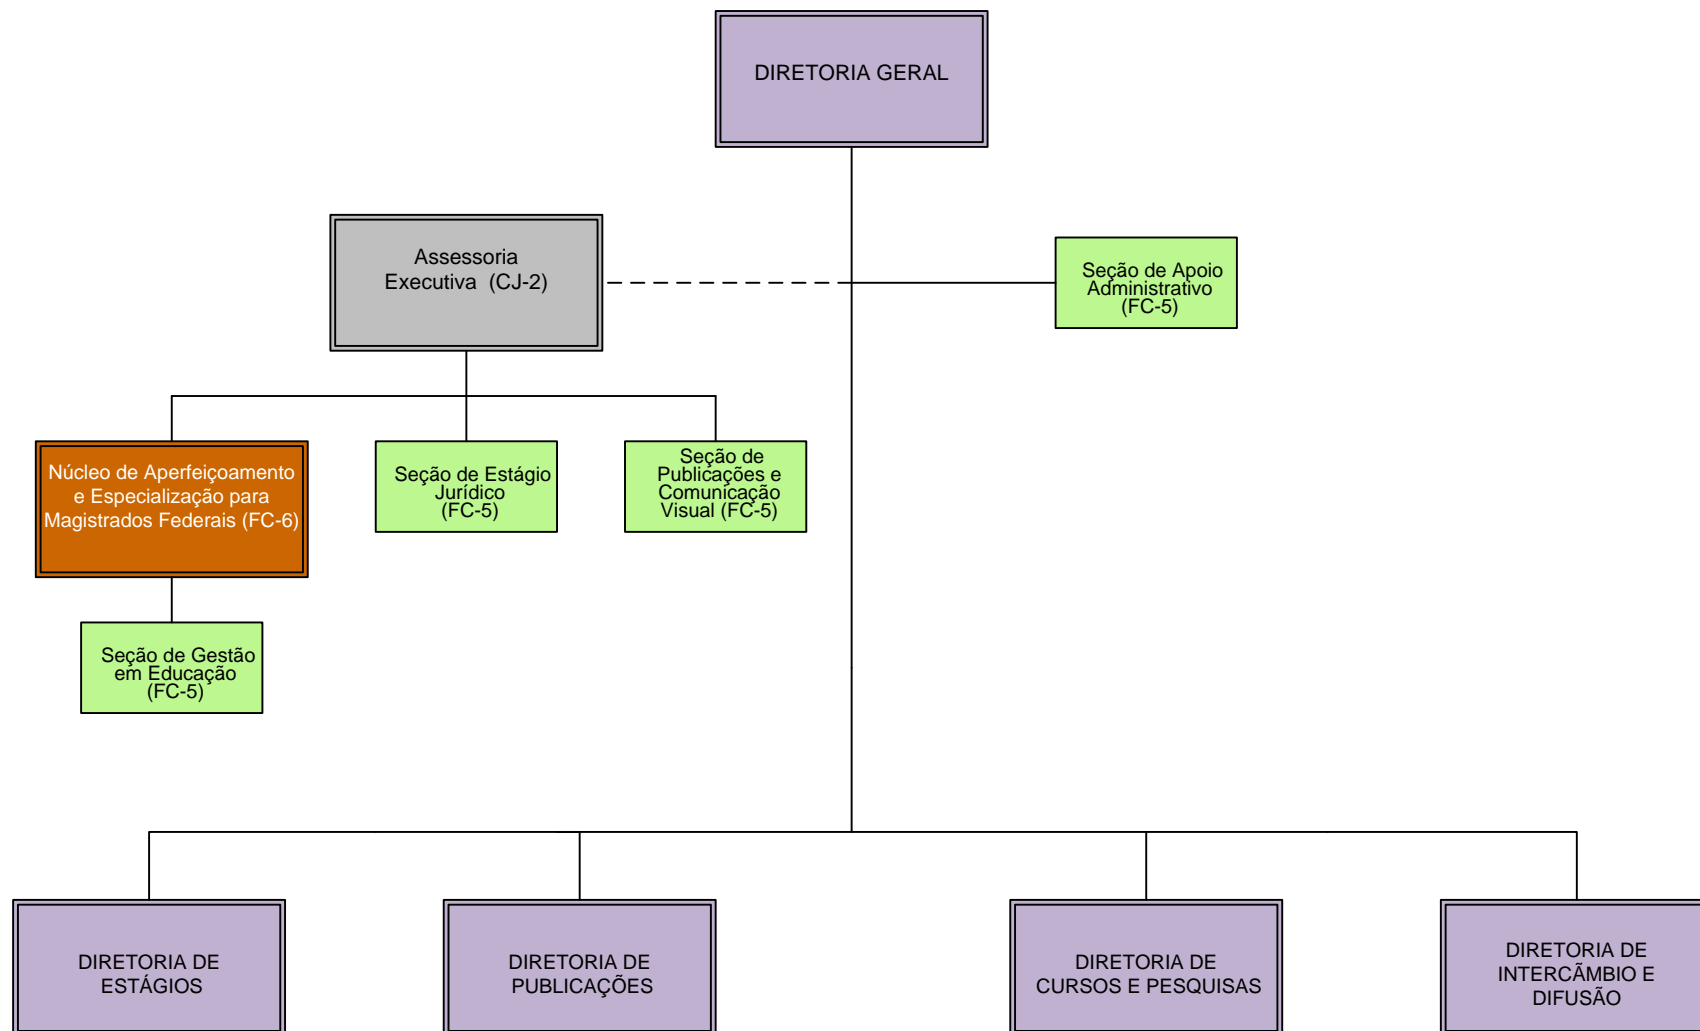 DIRETORIA GERAL
Assessoria
Executiva (CJ-2)
Seção de Apoio
Administrativo
(FC-5)
Núcleo de Aperfeiçoamento
e Especialização para
Magistrados Federais (FC-6)
Seção de Estágio
Jurídico
(FC-5)
Seção de
Publicações e
Comunicação
Visual (FC-5)
Seção de Gestão
em Educação
(FC-5)
DIRETORIA DE
ESTÁGIOS
DIRETORIA DE
PUBLICAÇÕES
DIRETORIA DE
CURSOS E PESQUISAS
DIRETORIA DE
INTERCÃMBIO E
DIFUSÃO